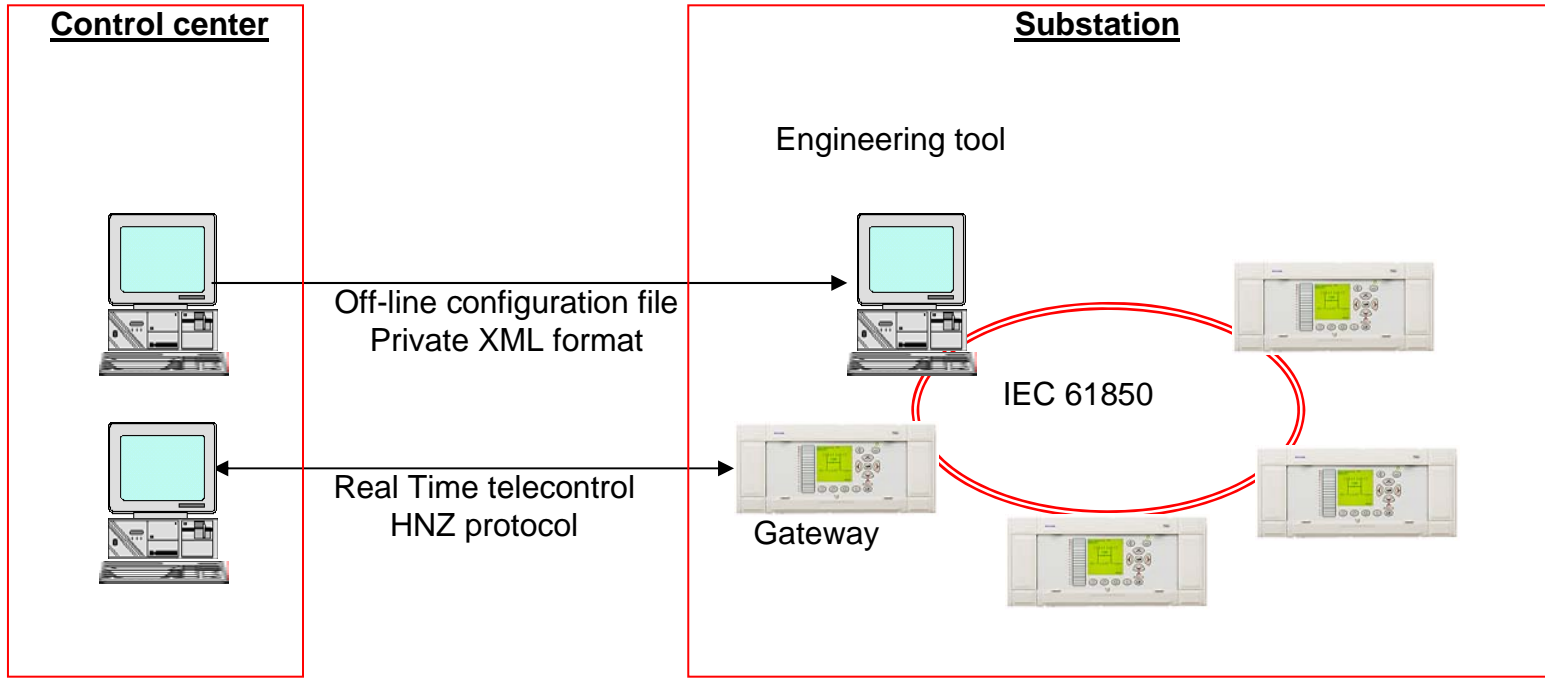 Control center
Substation
Engineering tool
Off-line configuration file
Private XML format
IEC 61850
Real Time telecontrol
HNZ protocol
Gateway